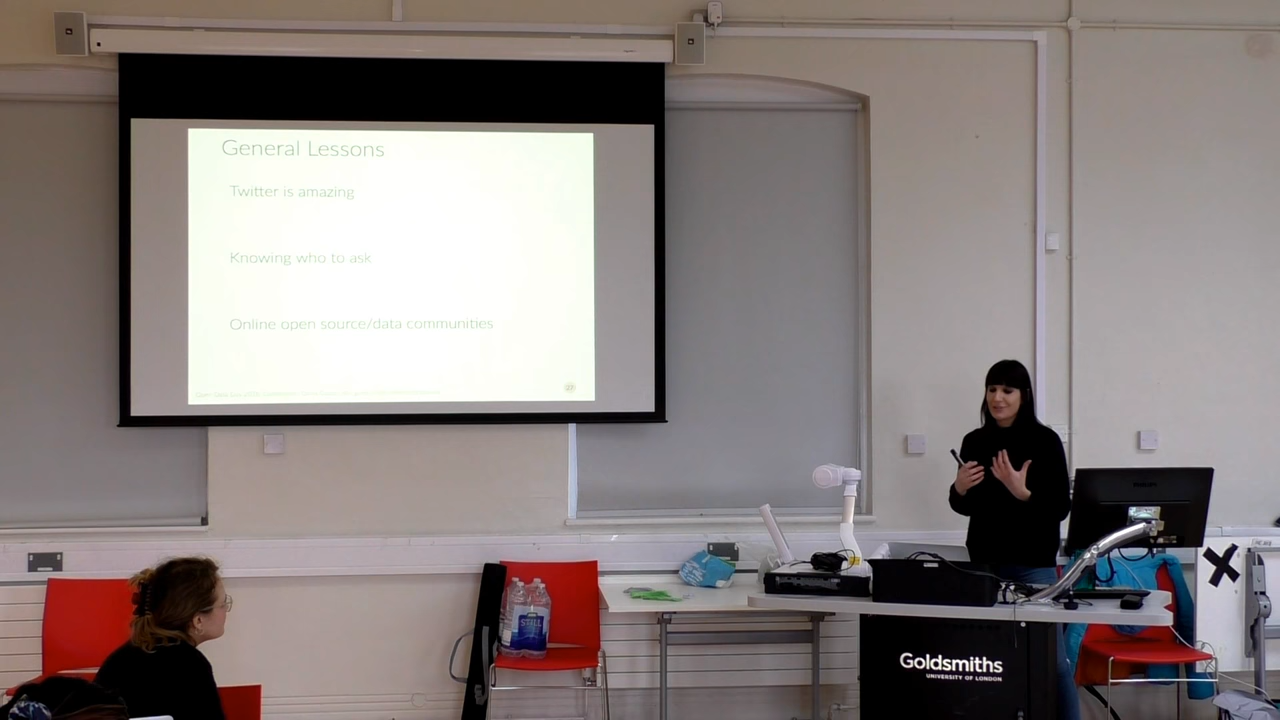 General Lessons
Twitter is amazing
Knowing who to ask
Online open source/data communities
STILL
PHILIPS
Goldsmiths
UNIVERSITY OF LONDON